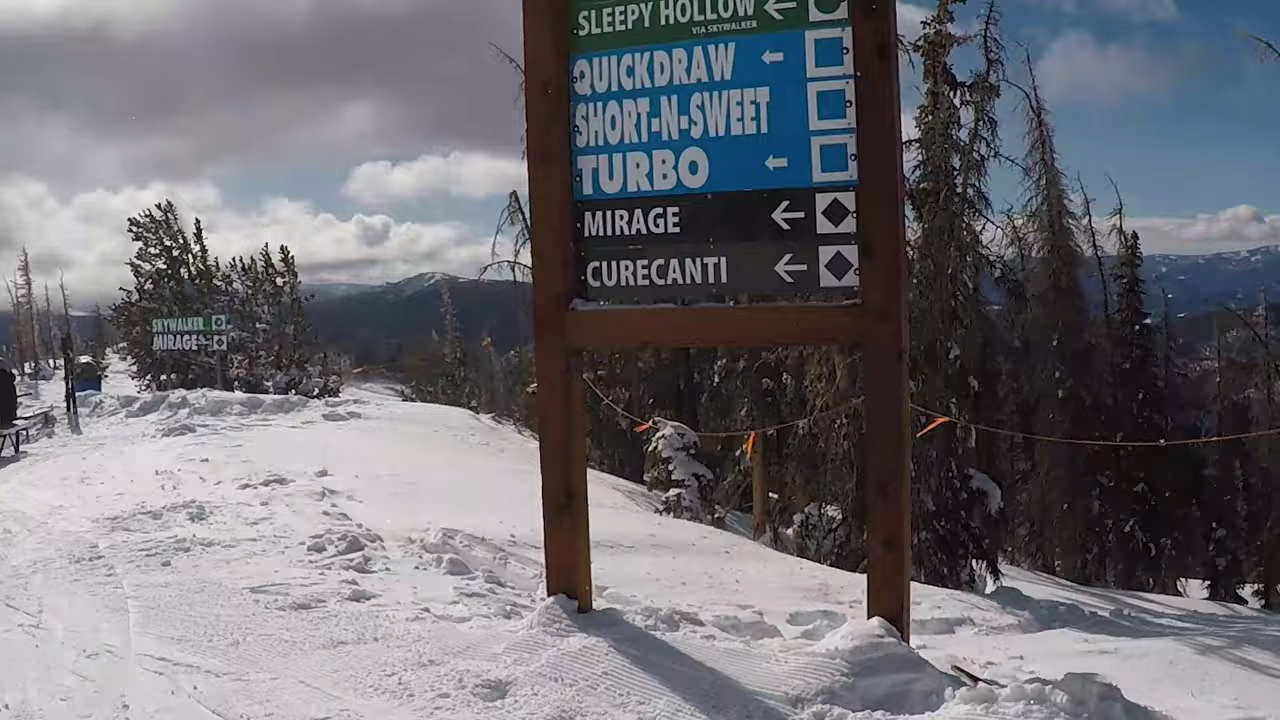 SLEEPY HOLLOW
VIA SKYWALKER
QUICKDRAW
SHORT-N-SWEET
TURBO
MIRAGE
CURECANTI
SKYWALKER
MIRAGE